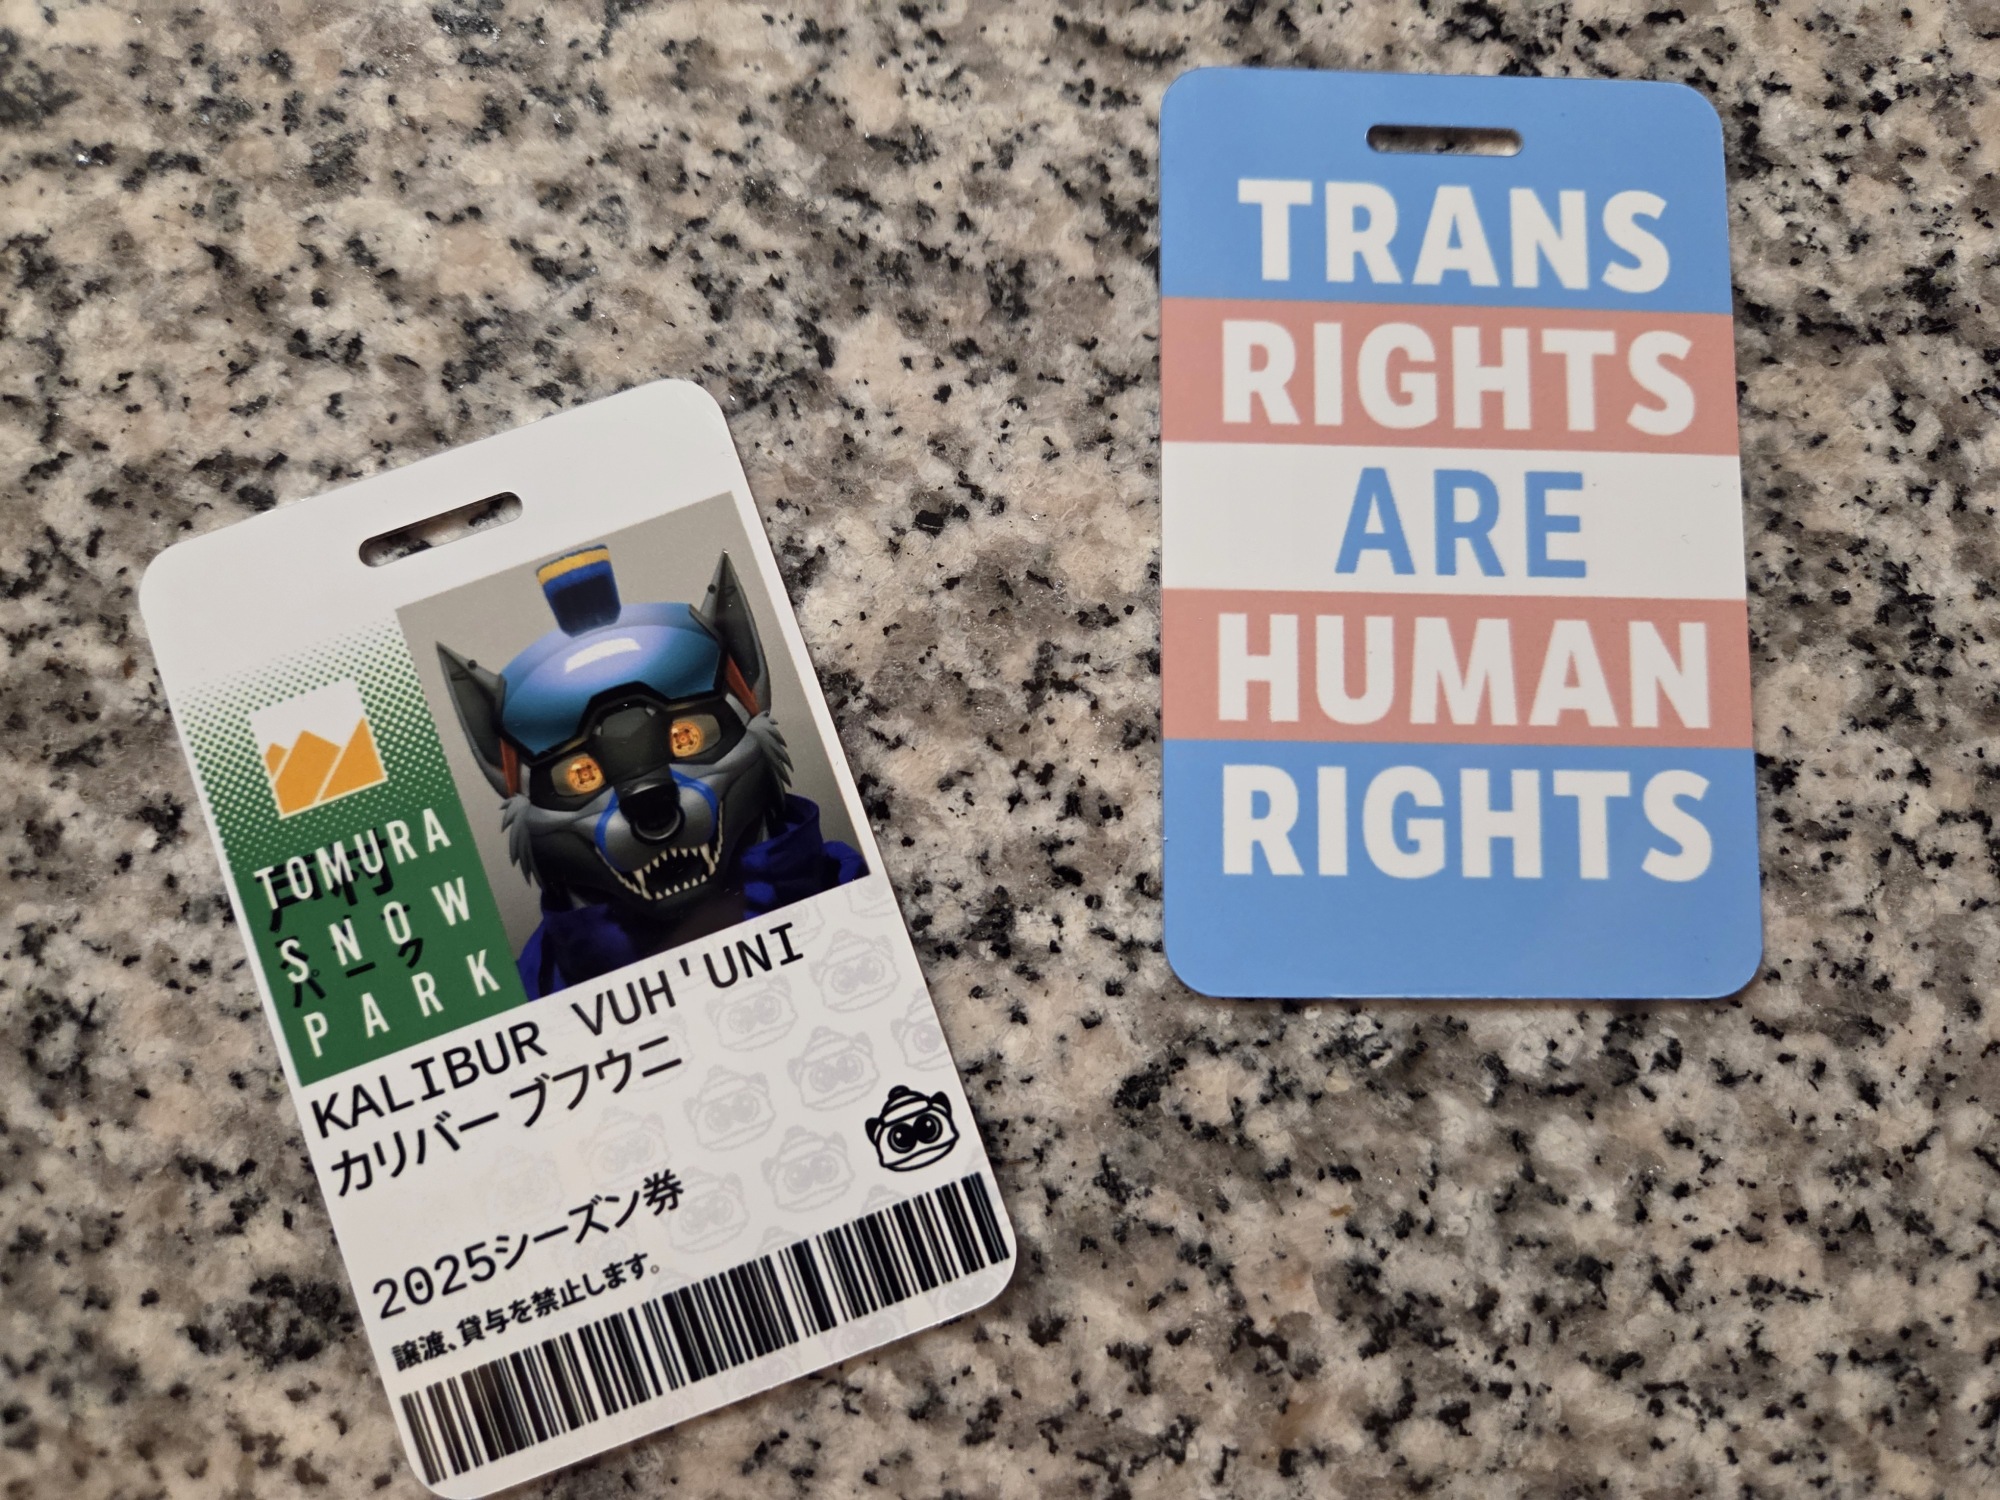 TOMURA
戸村
SNOW
スノー
パーク
PARK
KALIBUR VUH'UNI
カリバー ブフウニ
2025シーズン券
譲渡、貸与を禁止します。
TRANS
RIGHTS
ARE
HUMAN
RIGHTS